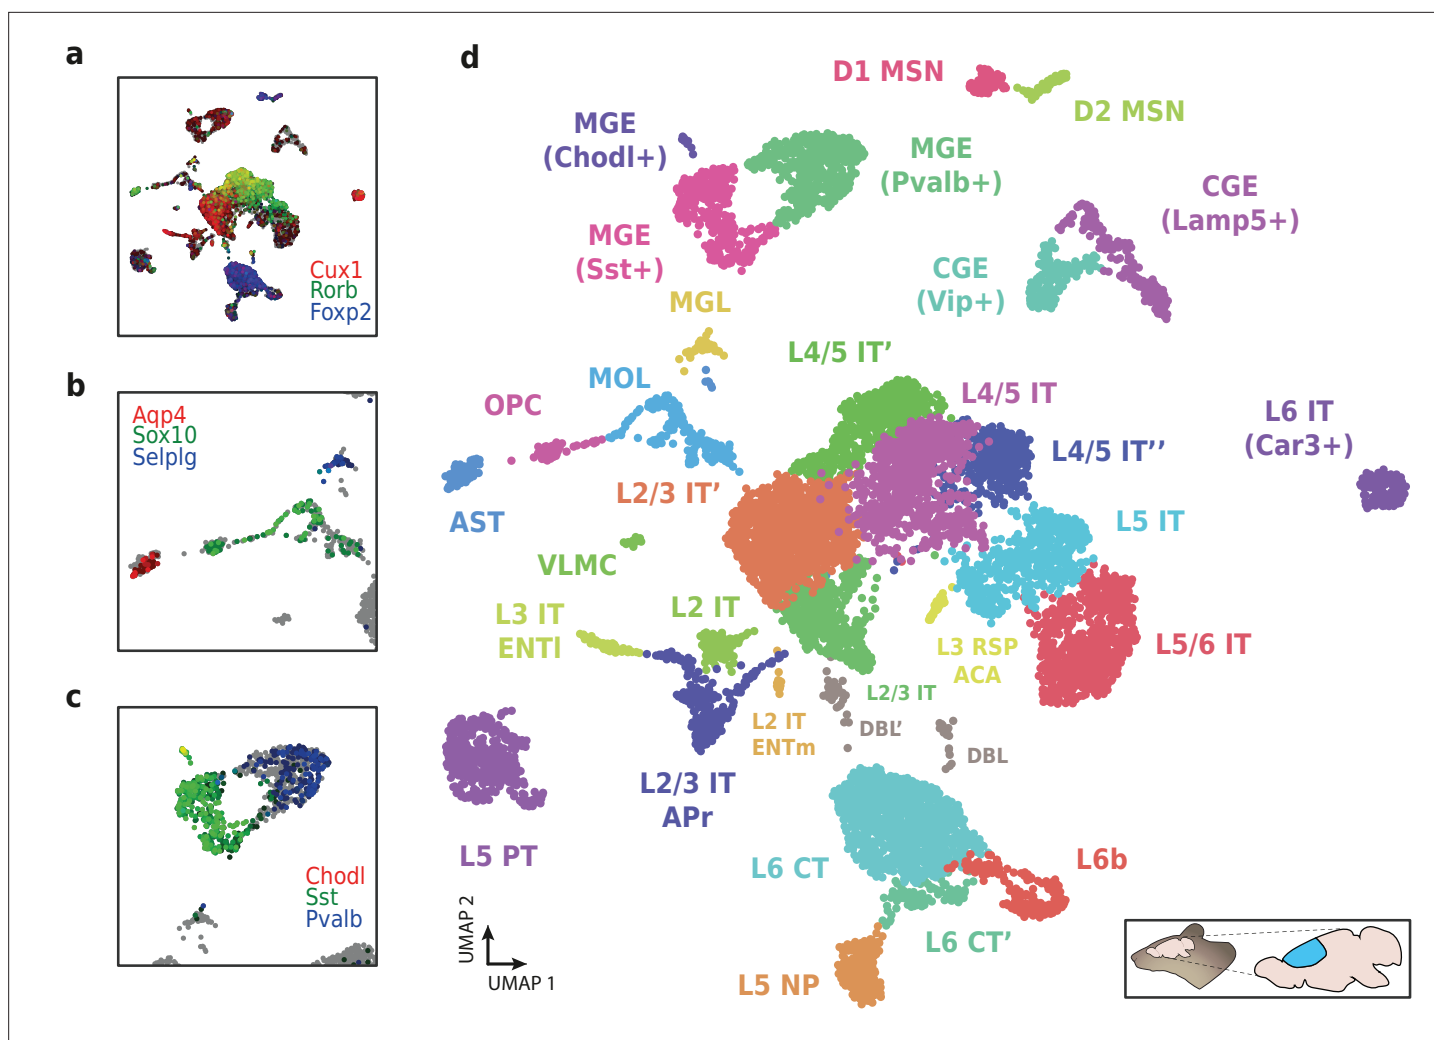 a
Cux1
Rorb
Foxp2
b
Aqp4
Sox10
Selplg
c
Chodl
Sst
Pvalb
d
D1 MSN
D2 MSN
MGE
(Chodl+)
MGE
(Pvalb+)
MGE
(Sst+)
CGE
(Lamp5+)
CGE
(Vip+)
MGL
MOL
OPC
AST
L4/5 IT’
L4/5 IT
L4/5 IT’’
L6 IT
(Car3+)
L2/3 IT’
L5 IT
VLMC
L3 IT
ENTl
L2 IT
L3 RSP
ACA
L5/6 IT
L2/3 IT
L2 IT
ENTm
DBL’
DBL
L2/3 IT
APr
L5 PT
L6 CT
L6b
L6 CT’
L5 NP
UMAP 2
UMAP 1